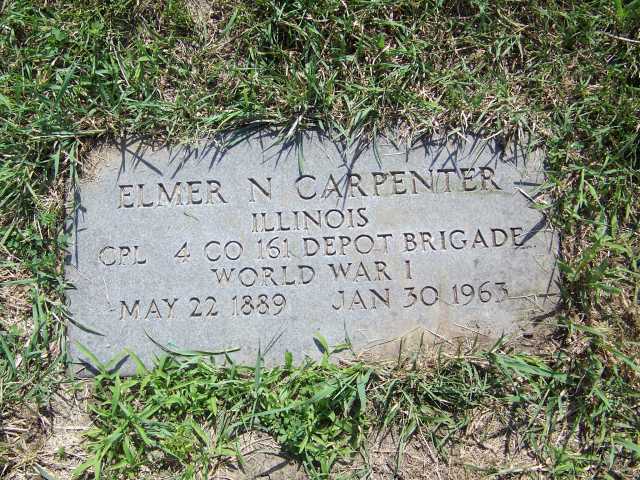 ELMER N CARPENTER
ILLINOIS
CPL 4 CO 161 DEPOT BRIGADE
WORLD WAR I
MAY 22 1889 JAN 30 1963